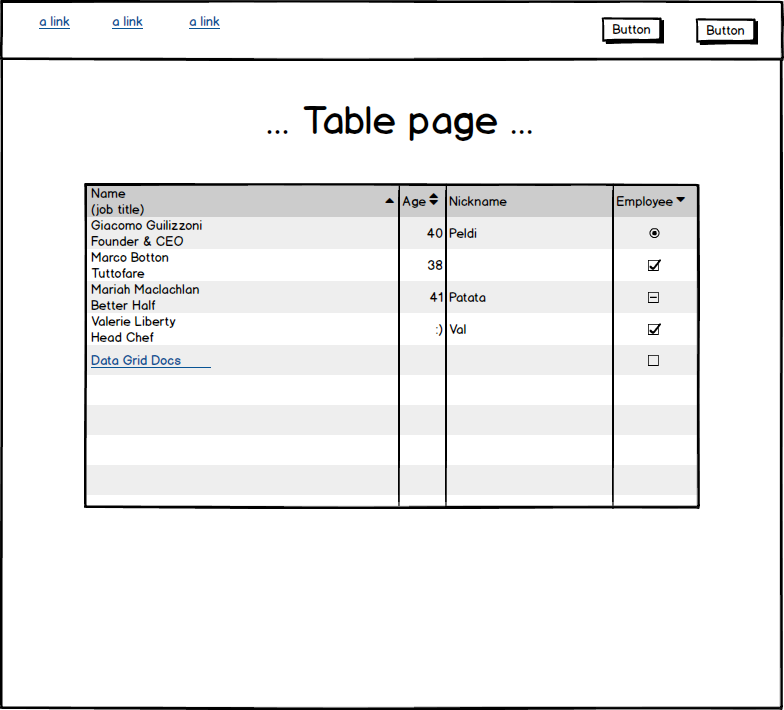 a link a link a link Button Button
... Table page ...
Name
(job title) Age Nickname Employee
Giacomo Guilizzoni
Founder & CEO 40 Peldi
Marco Botton
Tuttofare 38
Mariah Maclachlan
Better Half 41 Patata
Valerie Liberty
Head Chef :) Val
Data Grid Docs